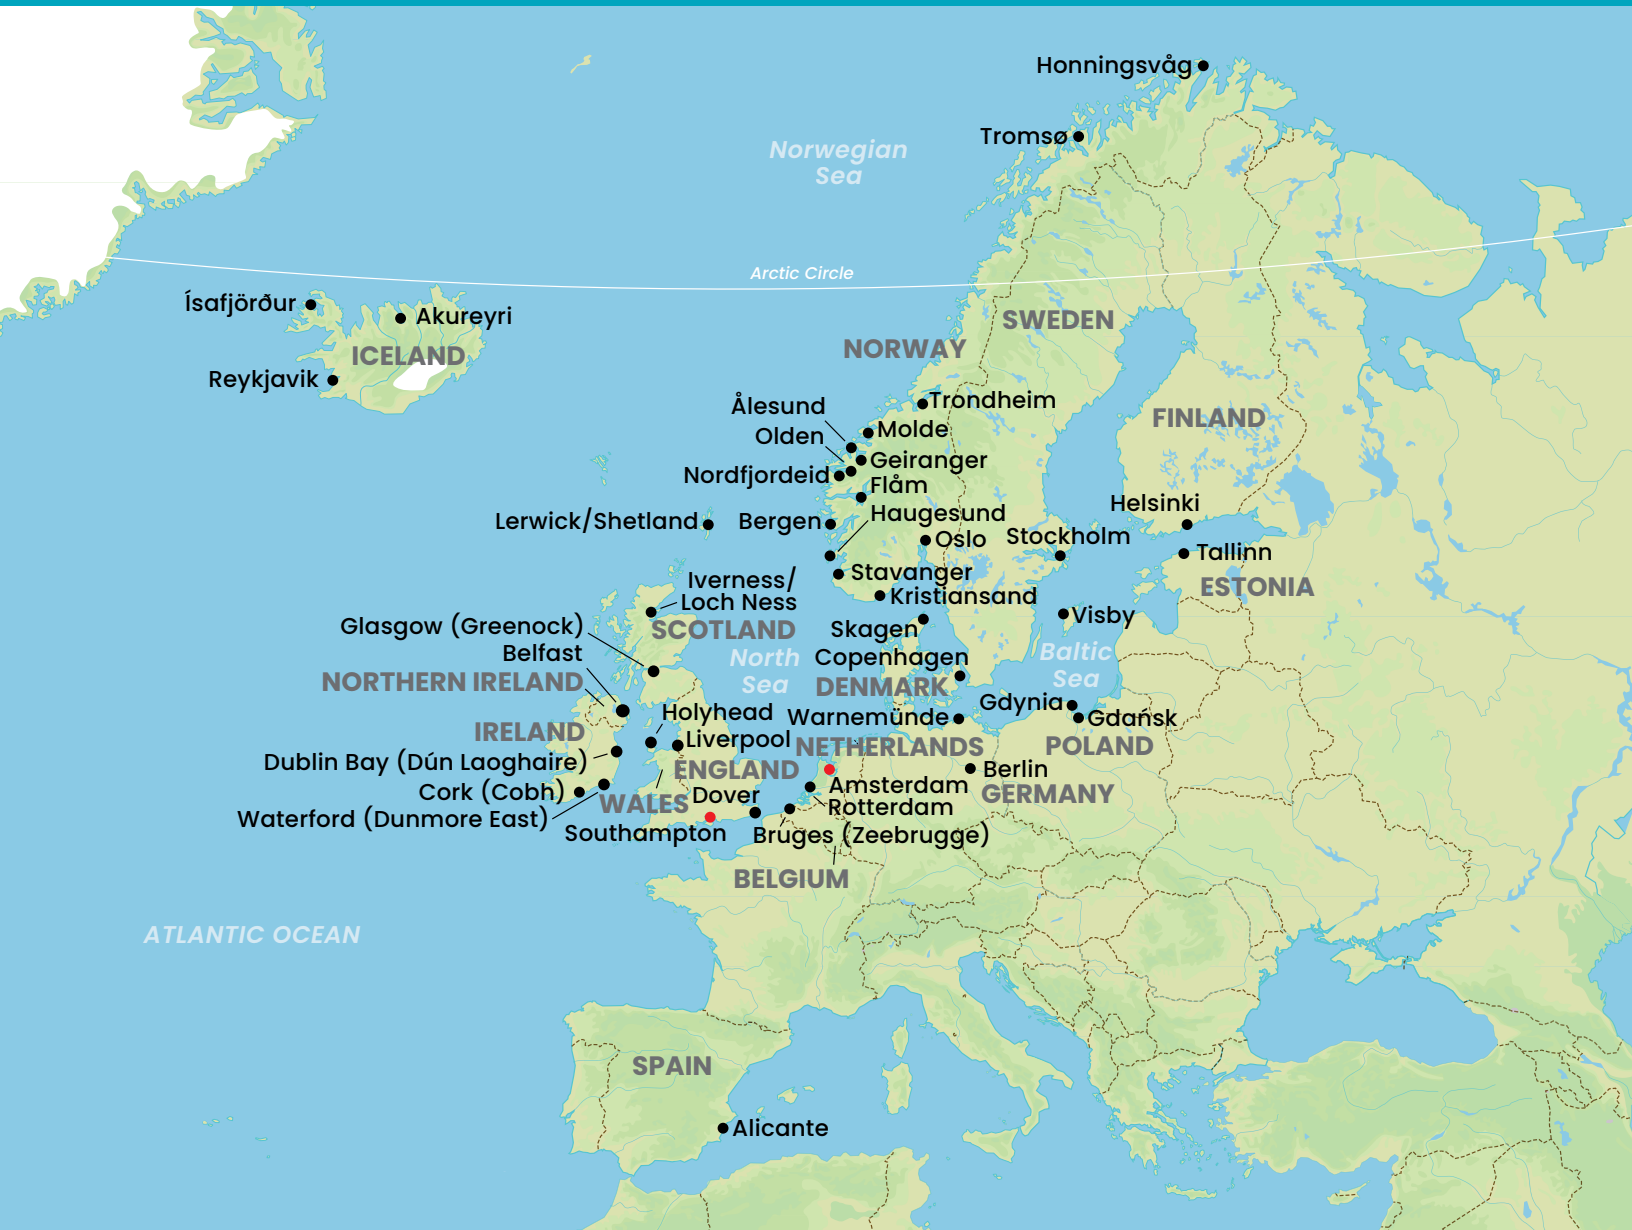 Honningsvåg
Tromsø
Norwegian
Sea
Arctic Circle
Ísafjörður
Akureyri
ICELAND
Reykjavik
SWEDEN
NORWAY
Trondheim
Ålesund
Molde
Olden
FINLAND
Geiranger
Nordfjordeid
Flåm
Helsinki
Haugesund
Lerwick/Shetland
Bergen
Oslo
Stockholm
Tallinn
Stavanger
ESTONIA
Iverness/
Loch Ness
Kristiansand
Visby
Glasgow (Greenock)
SCOTLAND
Skagen
Belfast
North
Sea
Copenhagen
Baltic
Sea
NORTHERN IRELAND
DENMARK
Gdynia
Holyhead
Warnemünde
Gdańsk
IRELAND
Liverpool
NETHERLANDS
POLAND
Dublin Bay (Dún Laoghaire)
ENGLAND
Berlin
Amsterdam
Cork (Cobh)
WALES
Dover
GERMANY
Rotterdam
Waterford (Dunmore East)
Southampton
Bruges (Zeebrugge)
BELGIUM
ATLANTIC OCEAN
SPAIN
Alicante